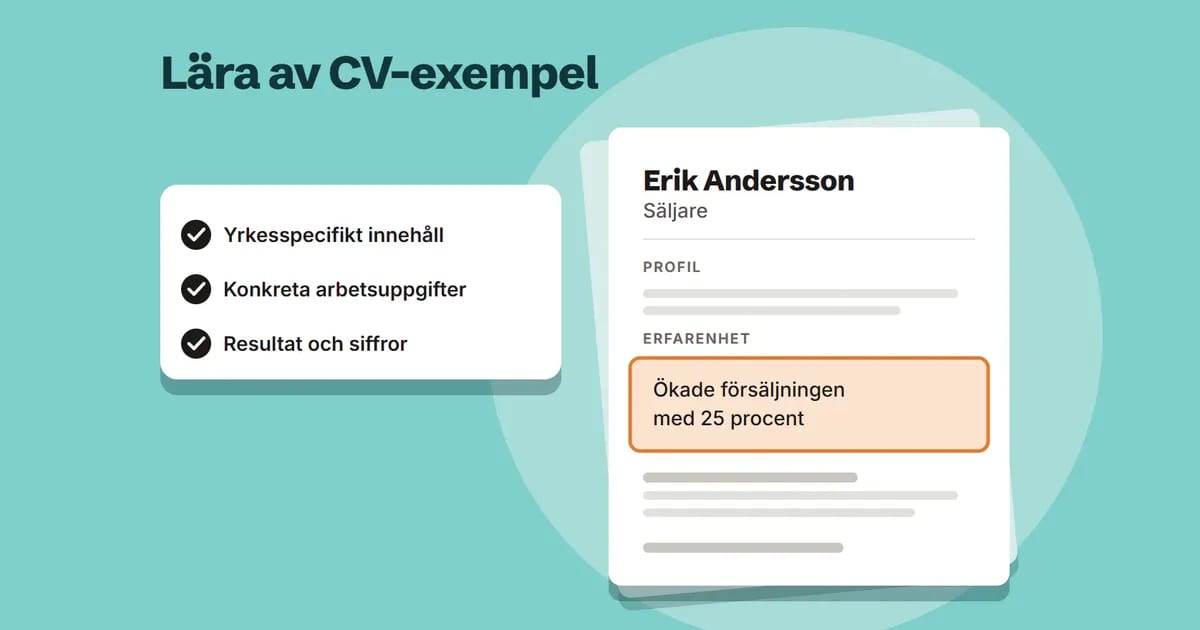 Lära av CV-exempel
Yrkesspecifikt innehåll
Konkreta arbetsuppgifter
Resultat och siffror
Erik Andersson
Säljare
PROFIL
ERFARENHET
Ökade försäljningen
med 25 procent